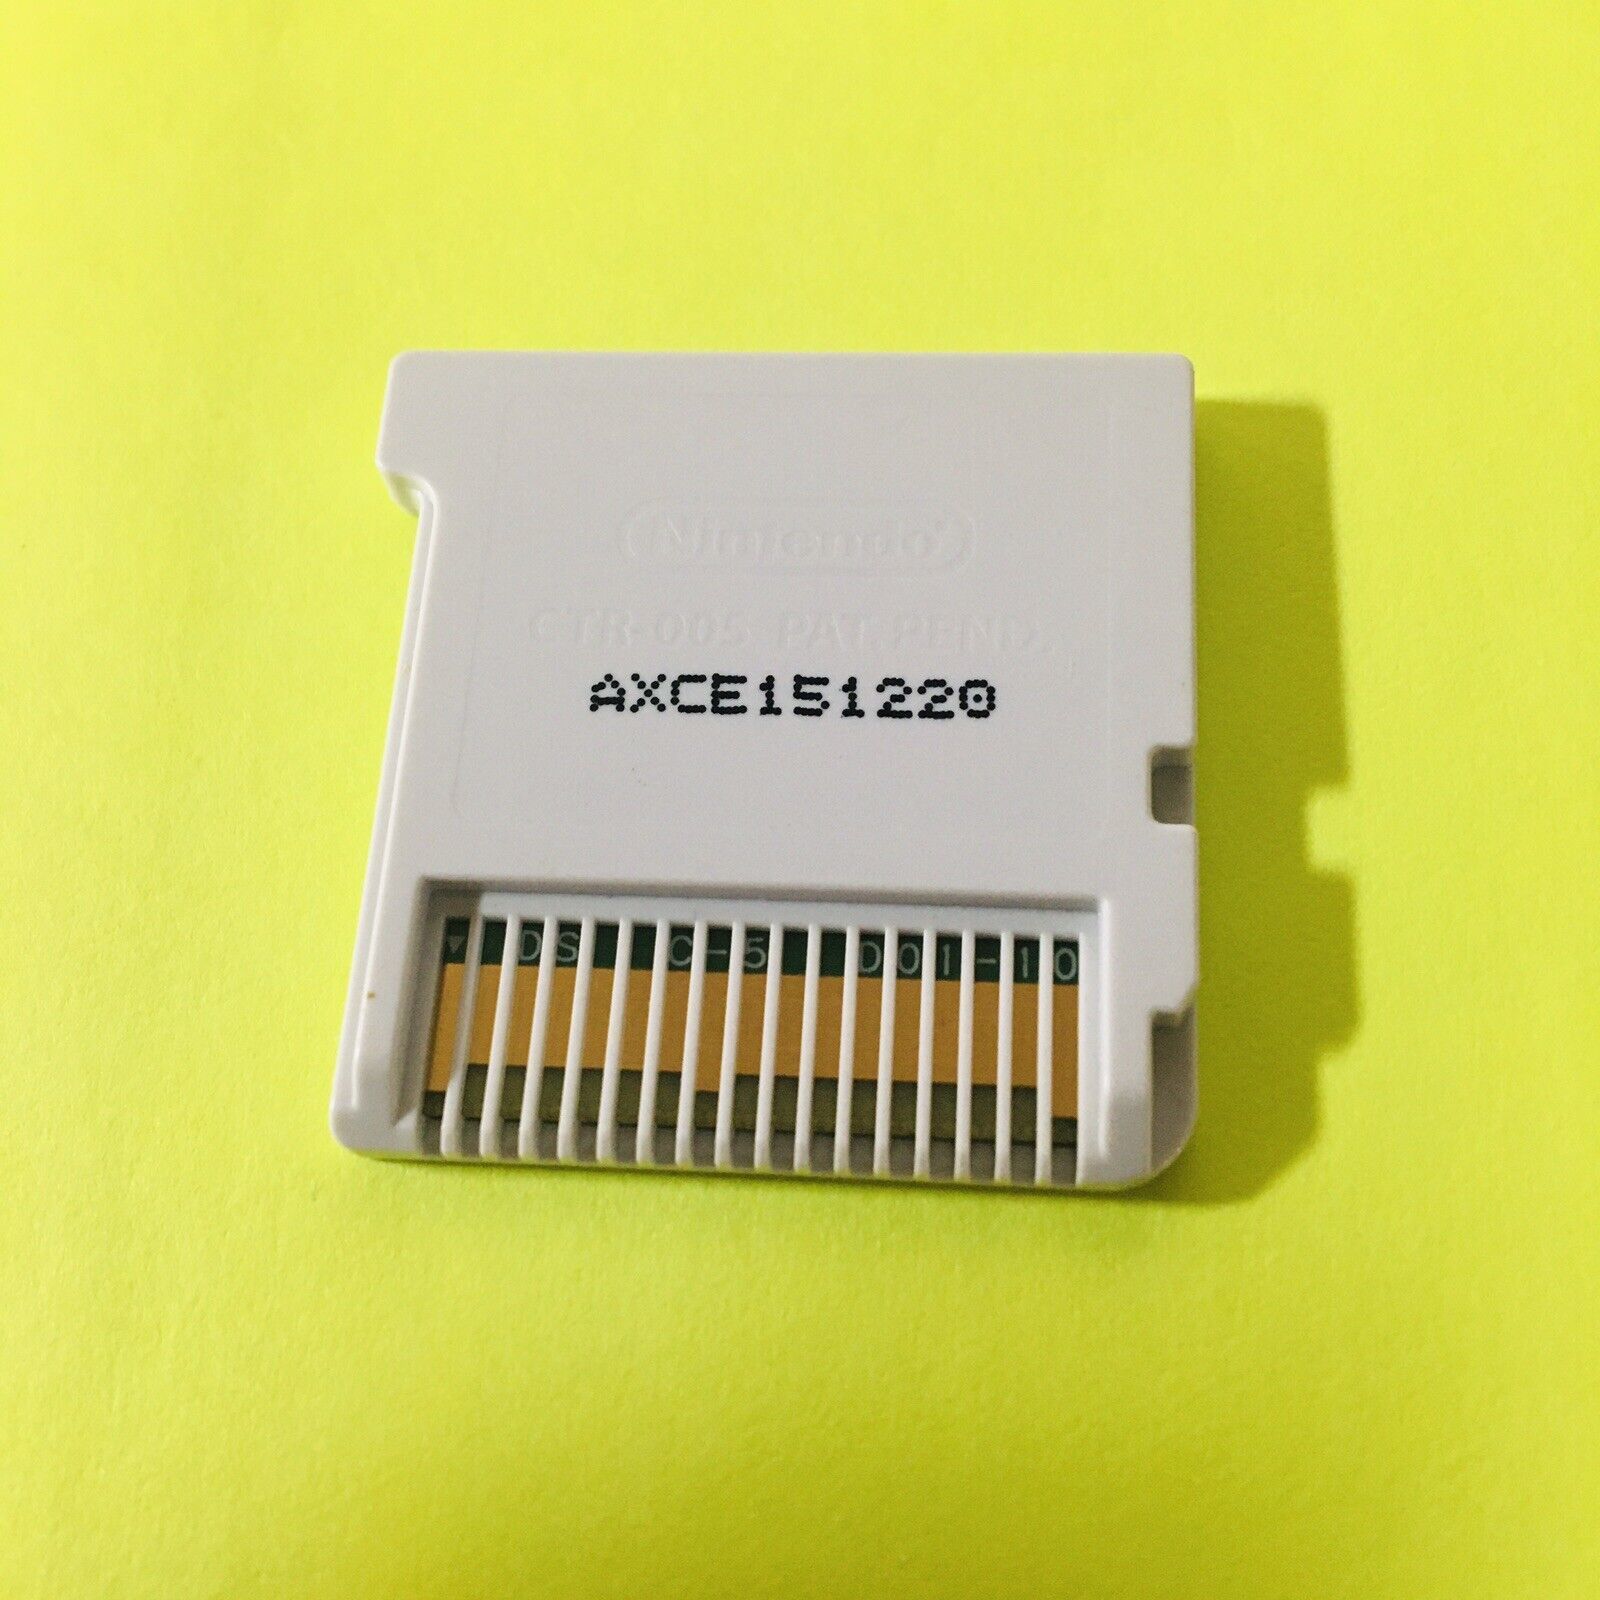 Nintendo®
CTR-005 PAT. PEND.
AXCE151220
DS C-5 D01-10